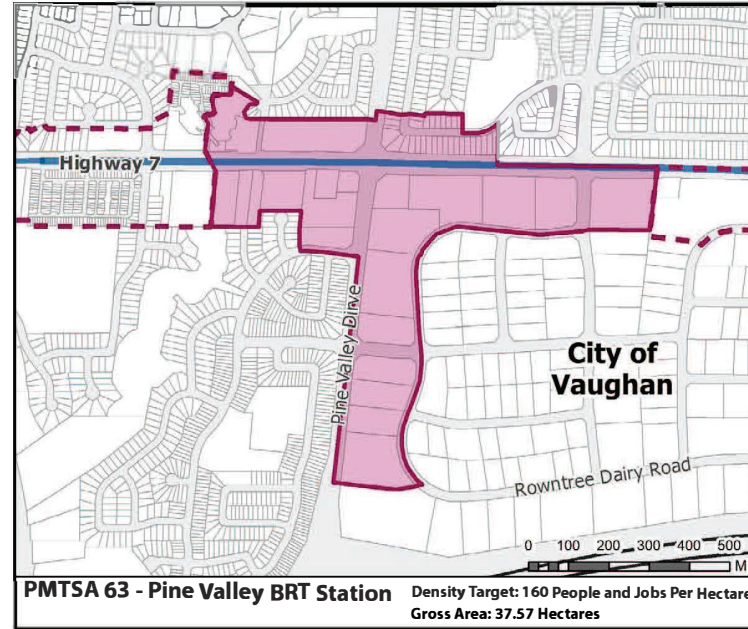 Highway 7
Pine Valley Dirve
City of
Vaughan
Rowntree Dairy Road
0 100 200 300 400 500
M
PMTSA 63 - Pine Valley BRT Station
Density Target: 160 People and Jobs Per Hectare
Gross Area: 37.57 Hectares